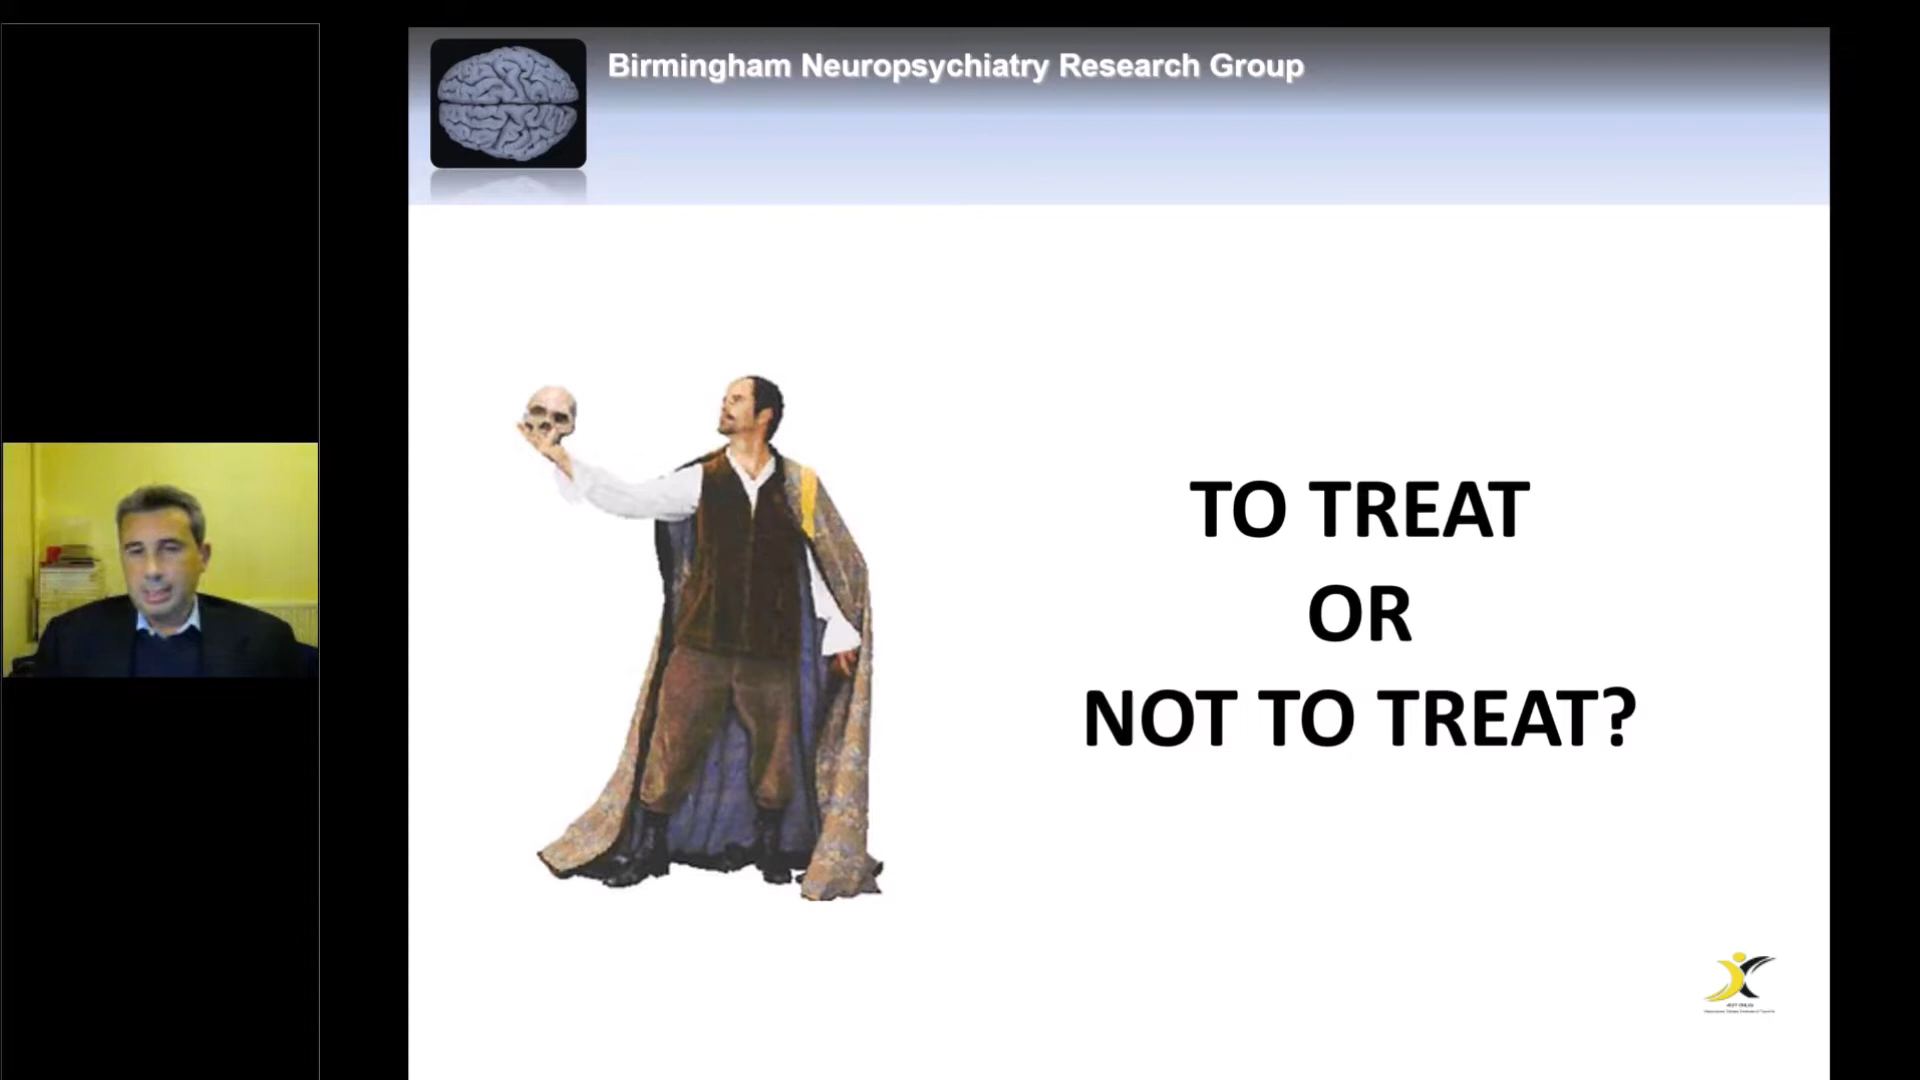 Birmingham Neuropsychiatry Research Group
TO TREAT
OR
NOT TO TREAT?